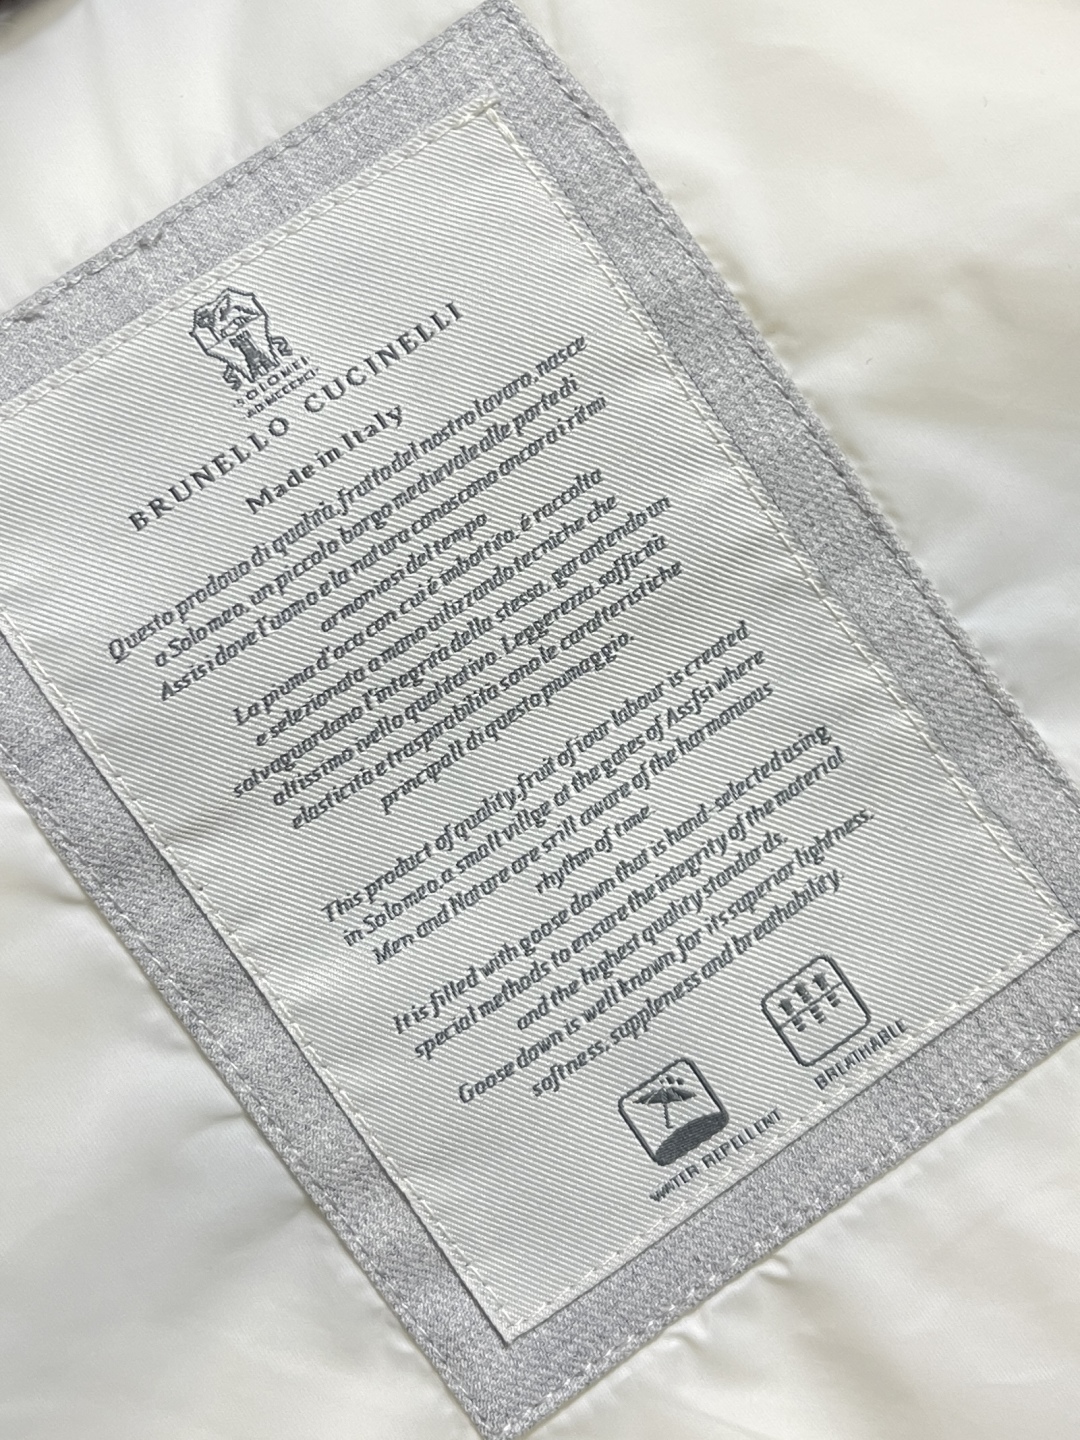 SOLOMEI
BRUNELLO CUCINELLI
Made in Italy
Questo prodouo di qualità, frutto del nostro lavoro, nasce
a Solomeo, un piccolo borgo medievale alle porte di
Assisi dove l'uomo e la natura conoscono ancora i ritmi
armoniosi del tempo
La piuma d'oca con cui é imbottito, é raccolta
e selezionata a mano utilizzando tecniche che
salvaguardano l'integrità della stessa, garantendo un
altissimo livello qualitativo. Leggerezza, sofficità
elasticità e traspirabilità sono le caratteristiche
principali di questo piumaggio.
This product of quality, fruit of iour labour is created
in Solomeo, a small villge at the gates of Assfsi where
Men and Nature are still aware of the harmonious
rhythm of time
It is filled with goose down that is hand-selected using
special methods to ensure the integrity of the material
and the highest quality standards.
Goose down is well known for its superior lightness.
softness, suppleness and breathability.
WATER REPELLENT
BREATHABLE